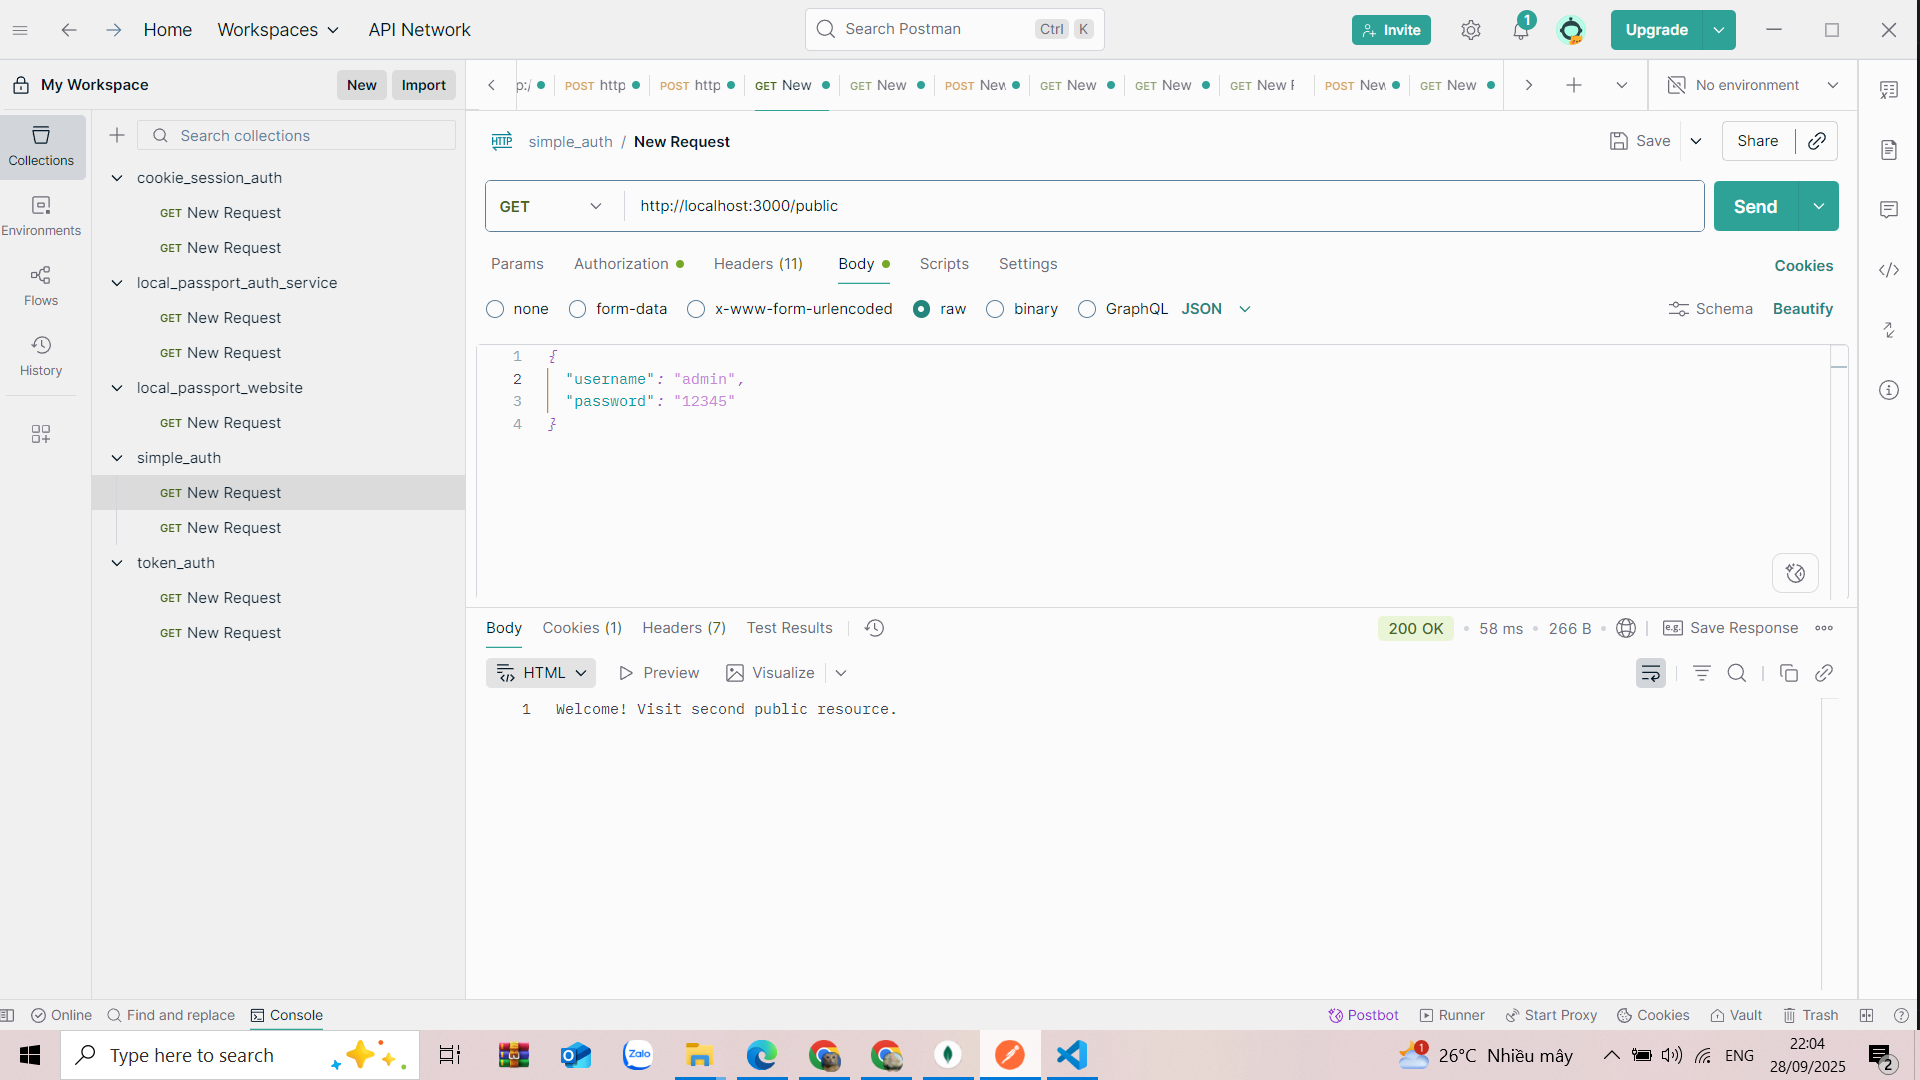 Home
Workspaces
API Network
Search Postman
Ctrl
K
Invite
1
Upgrade
My Workspace
New
Import
p:/
POST http
POST http
GET New
GET New
POST New
GET New
GET New
GET New
POST New
GET New
No environment
Collections
Environments
Flows
History
Search collections
cookie_session_auth
GET New Request
GET New Request
local_passport_auth_service
GET New Request
GET New Request
local_passport_website
GET New Request
simple_auth
GET New Request
GET New Request
token_auth
GET New Request
GET New Request
HTTP
simple_auth / New Request
Save
Share
GET
http://localhost:3000/public
Send
Params
Authorization
Headers (11)
Body
Scripts
Settings
Cookies
none
form-data
x-www-form-urlencoded
raw
binary
GraphQL
JSON
Schema
Beautify
1 {
2 "username": "admin",
3 "password": "12345"
4 }
Body
Cookies (1)
Headers (7)
Test Results
200 OK
58 ms
266 B
e.g.
Save Response
HTML
Preview
Visualize
1 Welcome! Visit second public resource.
Online
Find and replace
Console
Postbot
Runner
Start Proxy
Cookies
Vault
Trash
Type here to search
Zalo
1
26°C Nhiều mây
ENG
22:04
28/09/2025
2